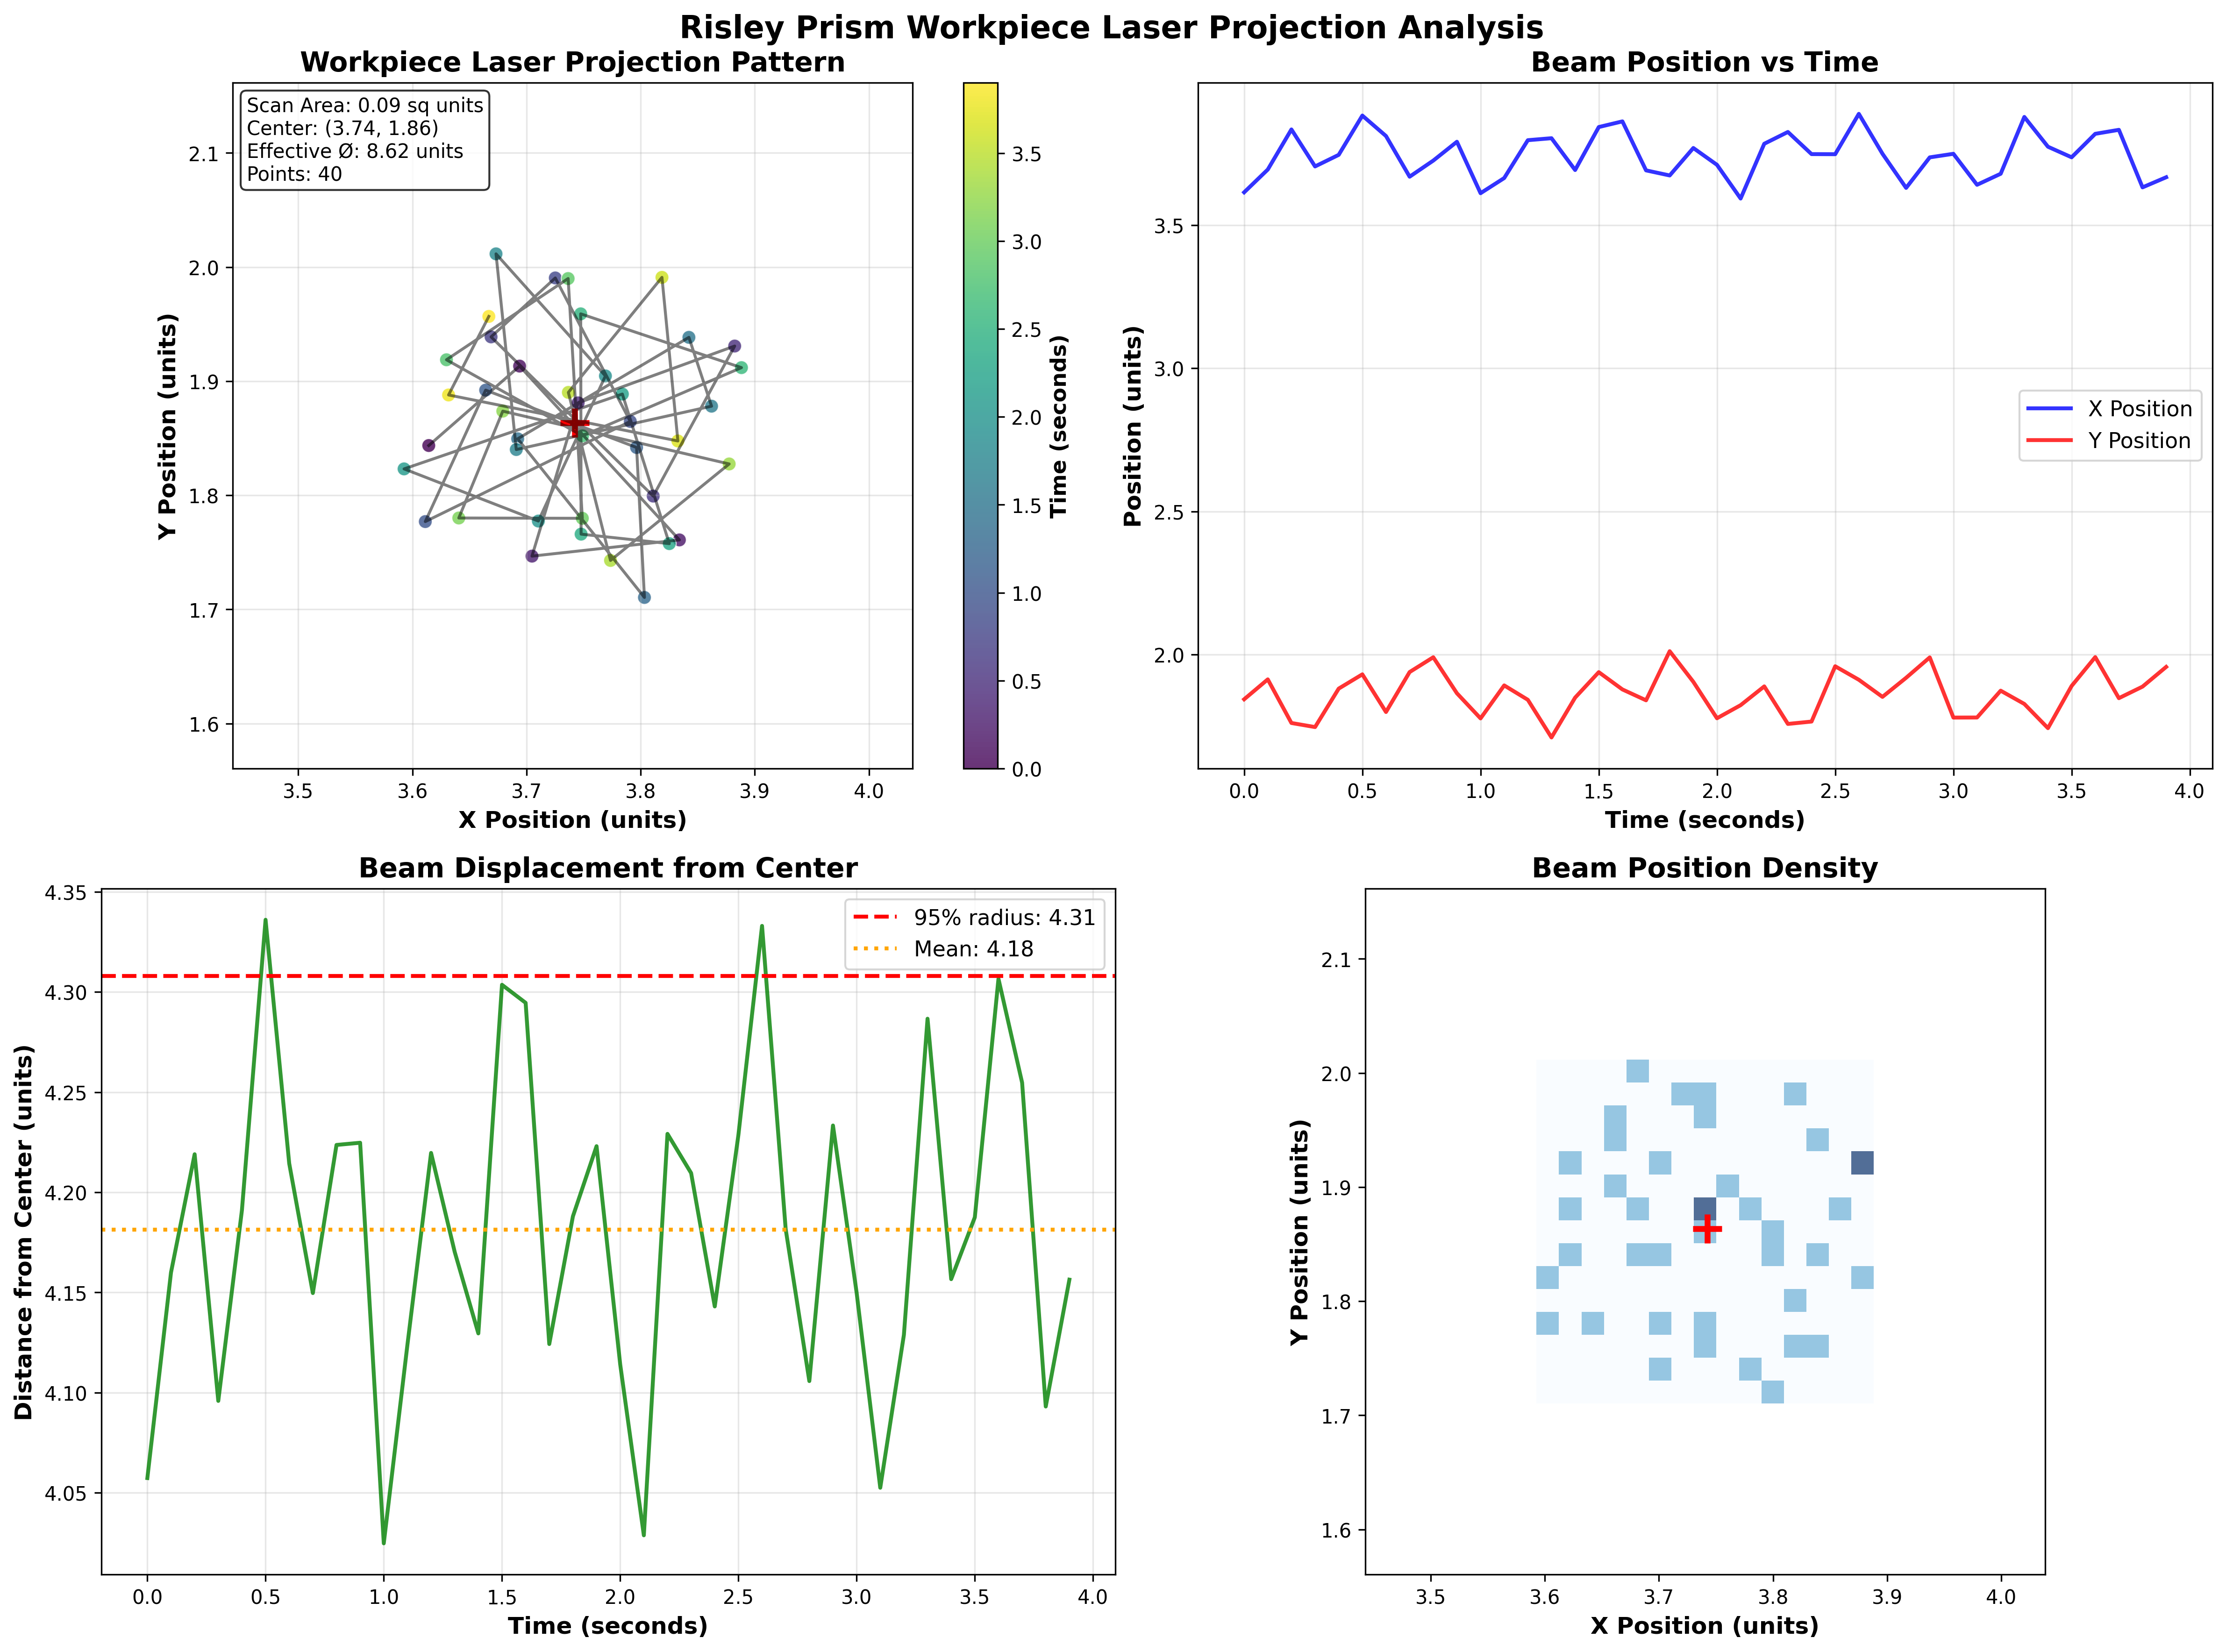 Risley Prism Workpiece Laser Projection Analysis
Workpiece Laser Projection Pattern
Scan Area: 0.09 sq units
Center: (3.74, 1.86)
Effective Ø: 8.62 units
Points: 40
Y Position (units)
2.1
2.0
1.9
1.8
1.7
1.6
3.5 3.6 3.7 3.8 3.9 4.0
X Position (units)
3.5
3.0
2.5
2.0
1.5
1.0
0.5
0.0
Time (seconds)
Beam Position vs Time
Position (units)
3.5
3.0
2.5
2.0
X Position
Y Position
0.0 0.5 1.0 1.5 2.0 2.5 3.0 3.5 4.0
Time (seconds)
Beam Displacement from Center
Distance from Center (units)
4.35
4.30
4.25
4.20
4.15
4.10
4.05
95% radius: 4.31
Mean: 4.18
0.0 0.5 1.0 1.5 2.0 2.5 3.0 3.5 4.0
Time (seconds)
Beam Position Density
Y Position (units)
2.1
2.0
1.9
1.8
1.7
1.6
3.5 3.6 3.7 3.8 3.9 4.0
X Position (units)